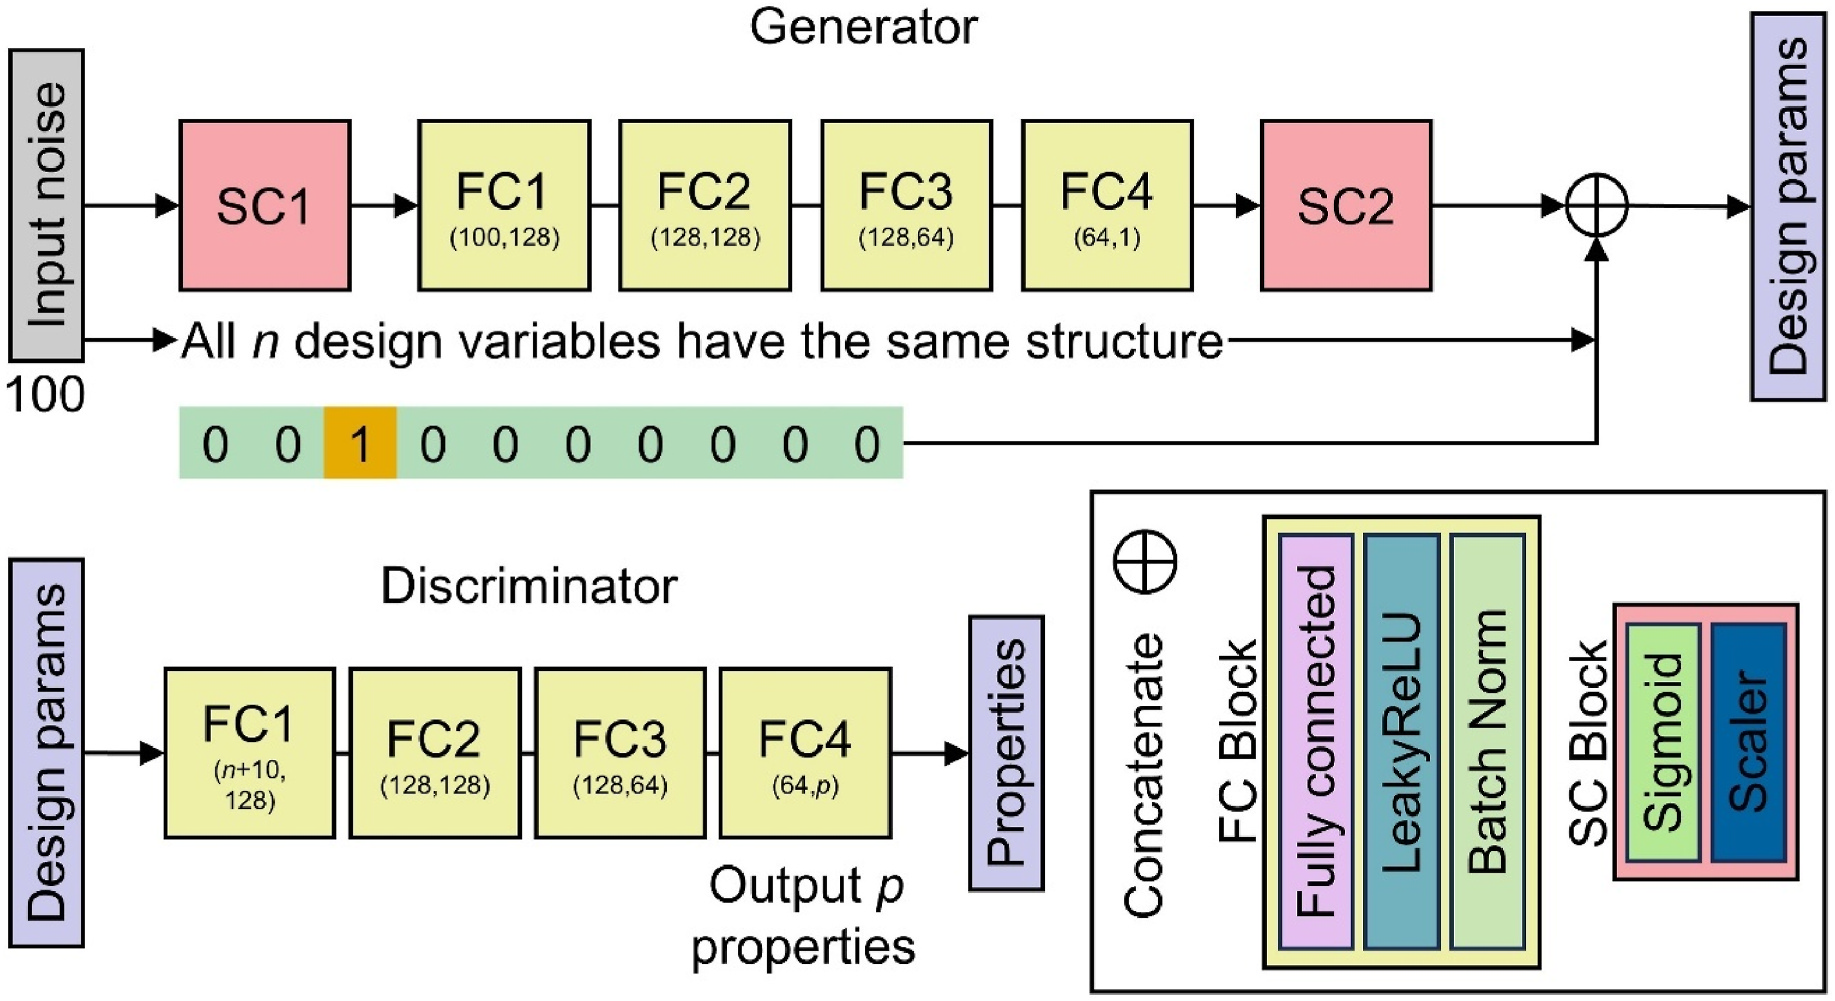 Generator
Input noise
100
SC1
FC1
(100,128)
FC2
(128,128)
FC3
(128,64)
FC4
(64,1)
SC2
Design params
All n design variables have the same structure
0 0 1 0 0 0 0 0 0 0
Discriminator
Design params
FC1
(n+10,
128)
FC2
(128,128)
FC3
(128,64)
FC4
(64,p)
Properties
Output p
properties
Concatenate
FC Block
Fully connected
LeakyReLU
Batch Norm
SC Block
Sigmoid
Scaler